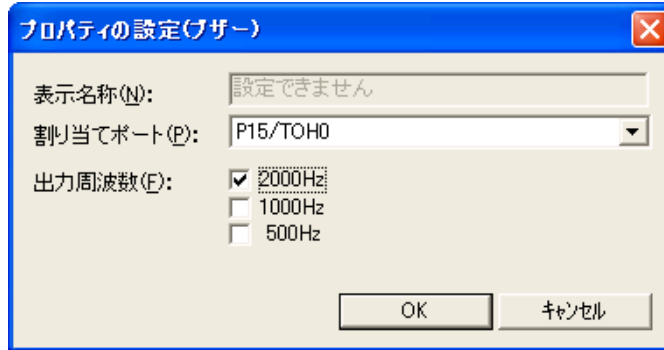 プロパティの設定(ブザー)
表示名称(N): 設定できません
割り当てポート(P): P15/TOH0
出力周波数(F): 2000Hz
1000Hz
500Hz
OK キャンセル